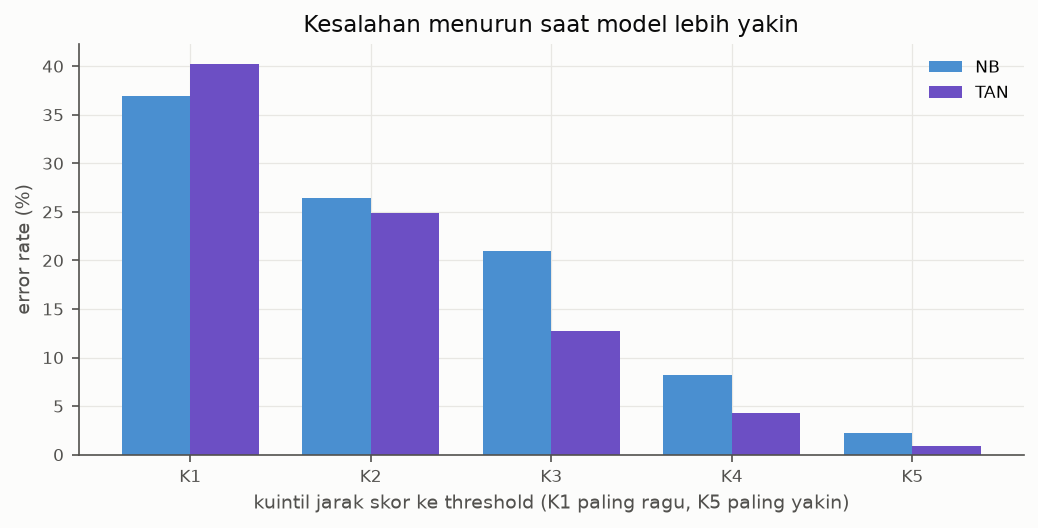 Kesalahan menurun saat model lebih yakin
NB
TAN
error rate (%)
40
35
30
25
20
15
10
5
0
K1 K2 K3 K4 K5
kuintil jarak skor ke threshold (K1 paling ragu, K5 paling yakin)